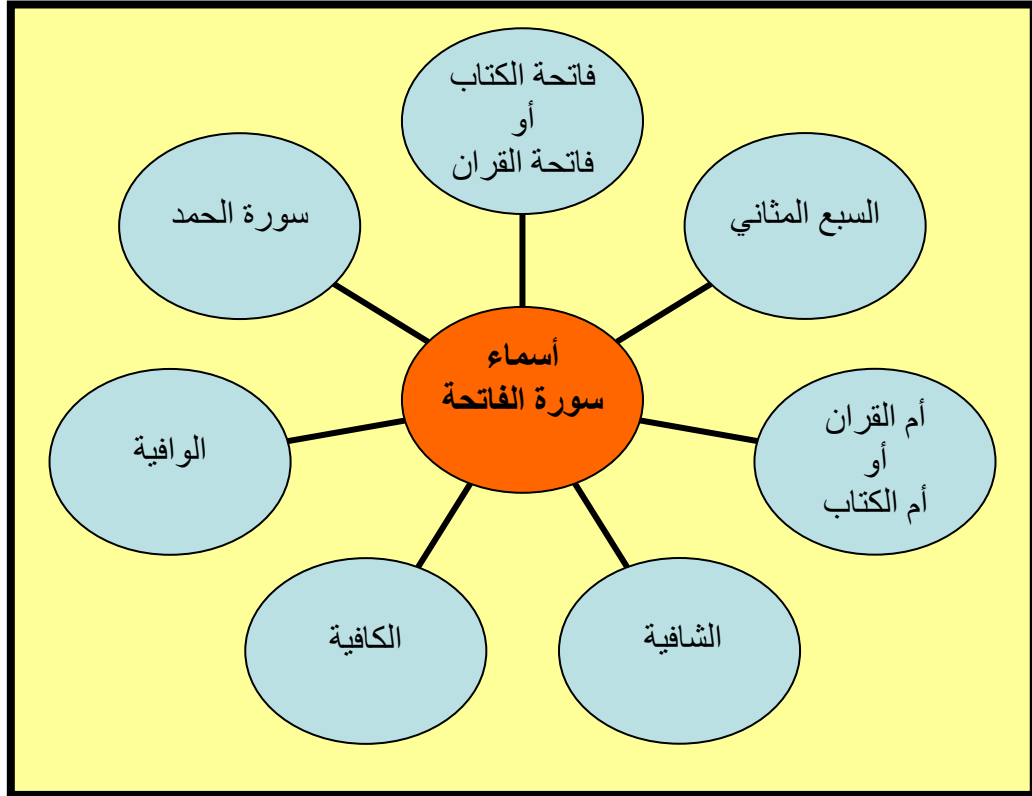 فاتحة الكتاب
أو
فاتحة القران
السبع المثاني
سورة الحمد
أسماء
سورة الفاتحة
أم القران
أو
أم الكتاب
الوافية
الشافية
الكافية